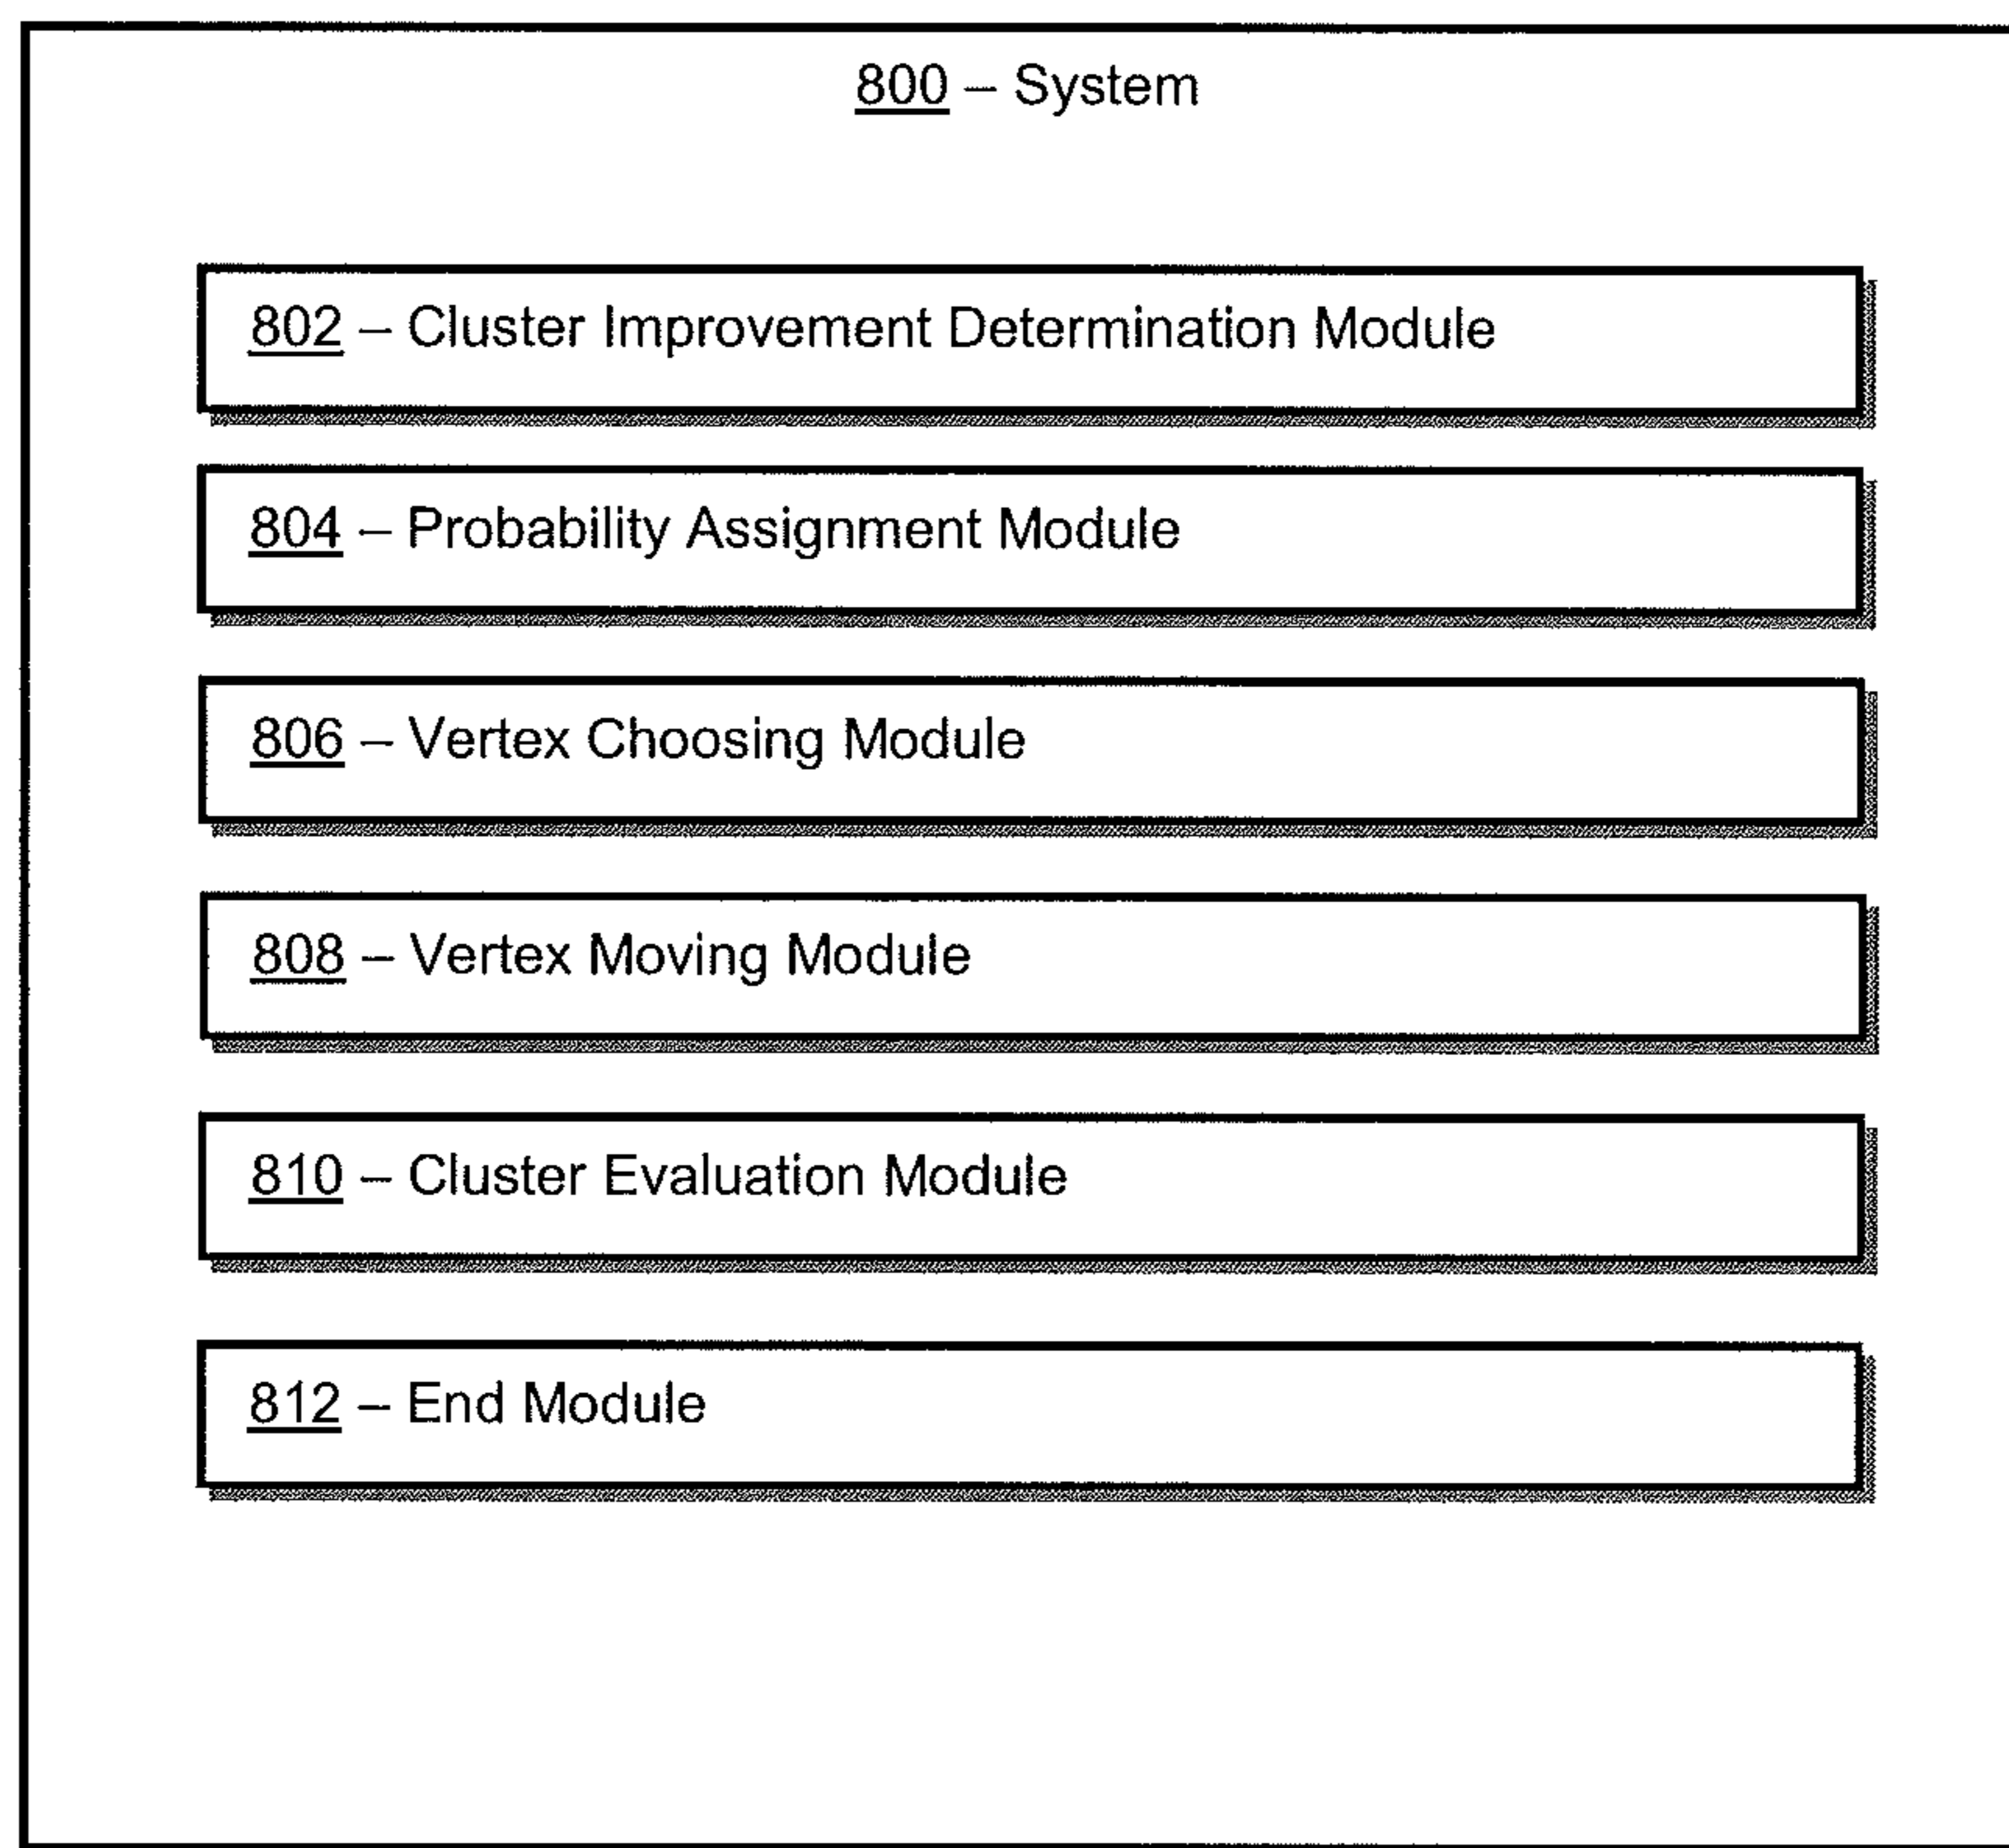 800 – System
802 – Cluster Improvement Determination Module
804 – Probability Assignment Module
806 – Vertex Choosing Module
808 – Vertex Moving Module
810 – Cluster Evaluation Module
812 – End Module